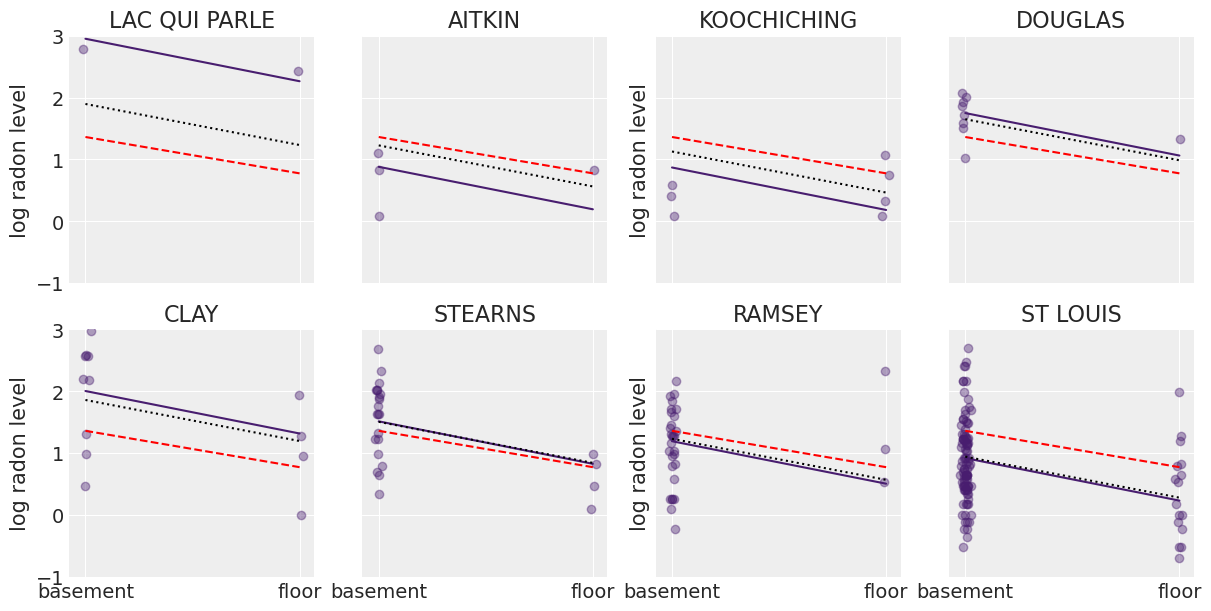 LAC QUI PARLE
AITKIN
KOOCHICHING
DOUGLAS
log radon level
3
2
1
0
−1
log radon level
CLAY
STEARNS
RAMSEY
ST LOUIS
log radon level
3
2
1
0
−1
log radon level
basement floor
basement floor
basement floor
basement floor